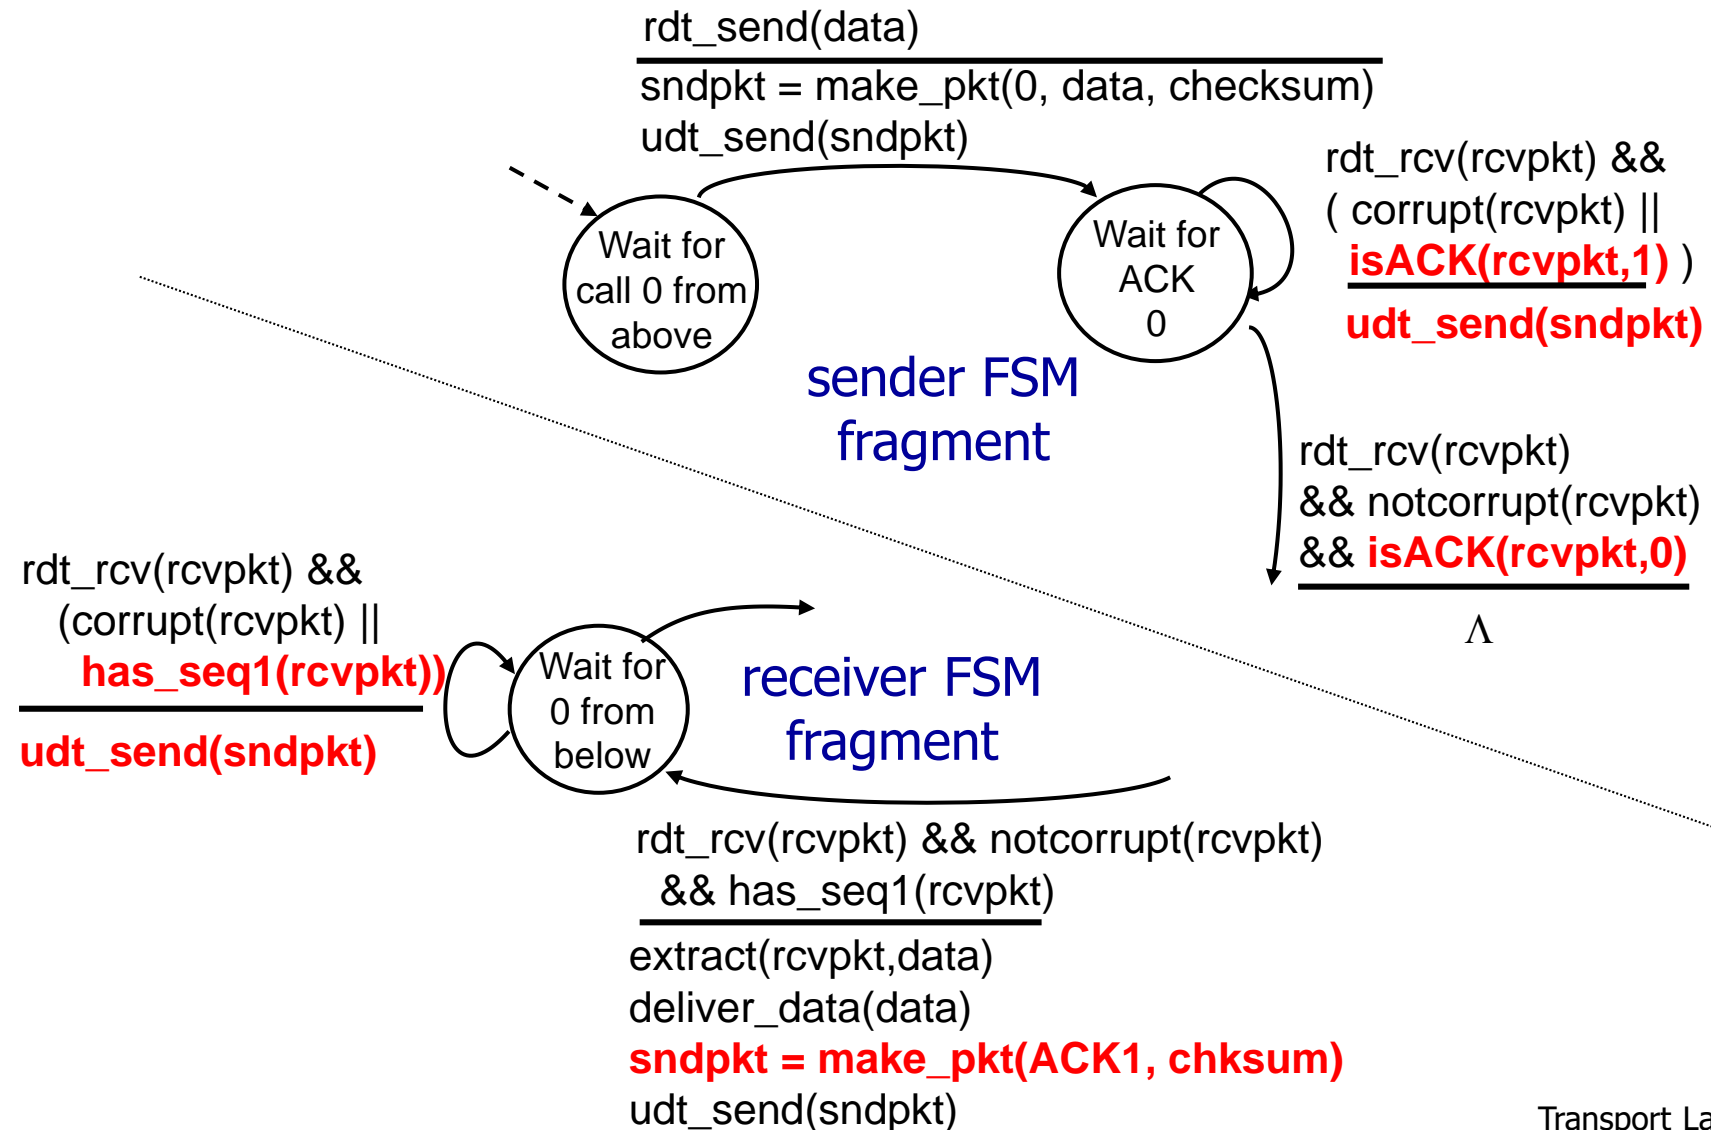 rdt_send(data)
sndpkt = make_pkt(0, data, checksum)
udt_send(sndpkt)
rdt_rcv(rcvpkt) &&
( corrupt(rcvpkt) ||
isACK(rcvpkt,1) )
udt_send(sndpkt)
Wait for
call 0 from
above
Wait for
ACK
0
sender FSM
fragment
rdt_rcv(rcvpkt)
&& notcorrupt(rcvpkt)
&& isACK(rcvpkt,0)
Λ
rdt_rcv(rcvpkt) &&
(corrupt(rcvpkt) ||
has_seq1(rcvpkt))
udt_send(sndpkt)
Wait for
0 from
below
receiver FSM
fragment
rdt_rcv(rcvpkt) && notcorrupt(rcvpkt)
&& has_seq1(rcvpkt)
extract(rcvpkt,data)
deliver_data(data)
sndpkt = make_pkt(ACK1, chksum)
udt_send(sndpkt)
Transport La